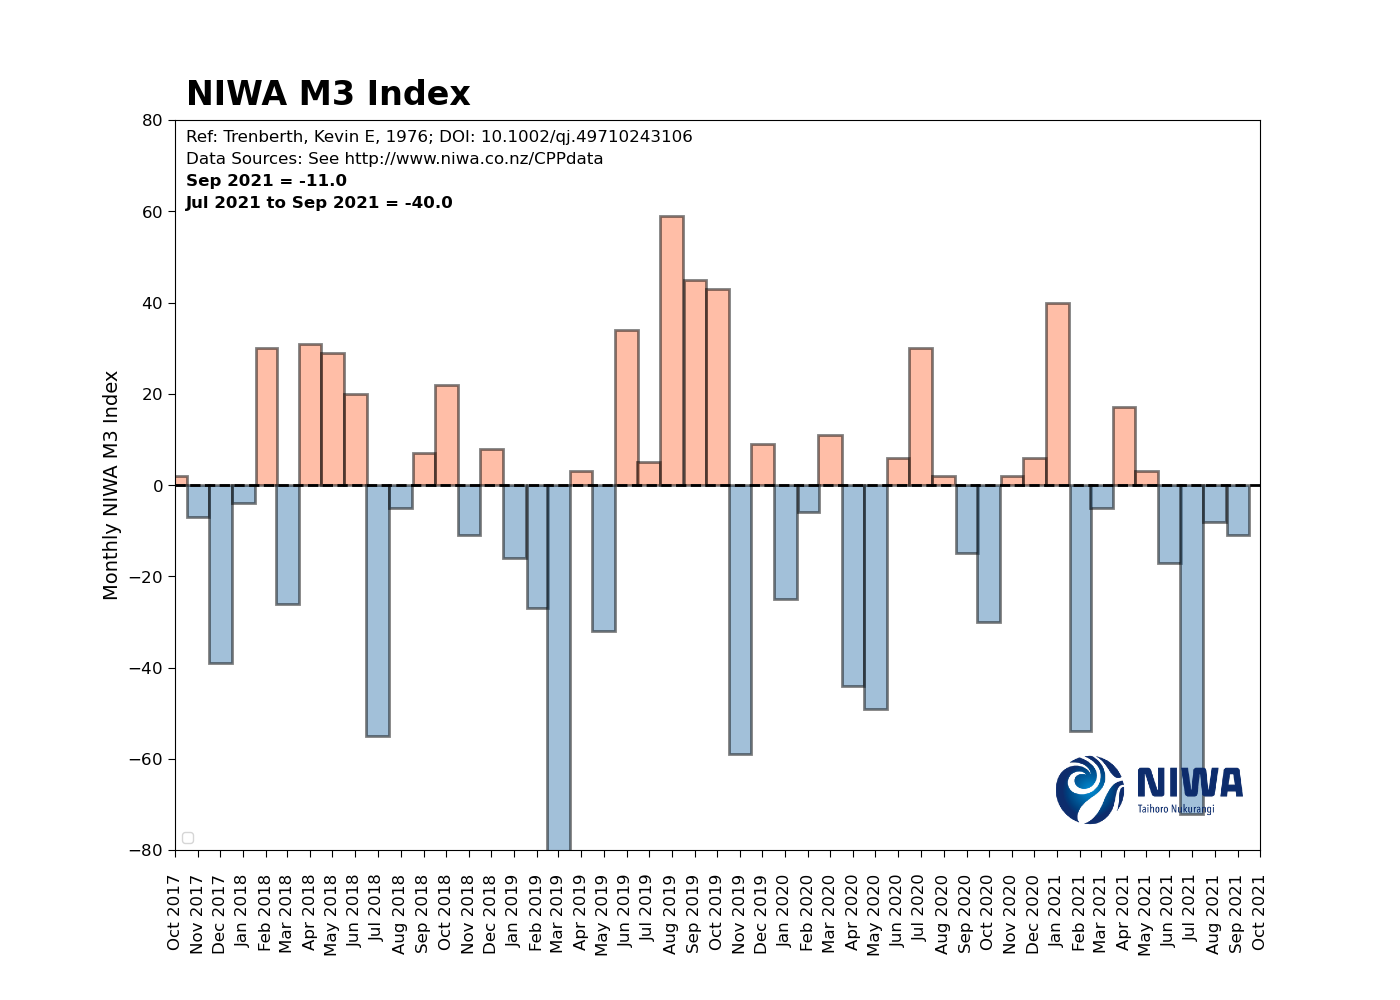 NIWA M3 Index
Ref: Trenberth, Kevin E, 1976; DOI: 10.1002/qj.49710243106
Data Sources: See http://www.niwa.co.nz/CPPdata
Sep 2021 = -11.0
Jul 2021 to Sep 2021 = -40.0
Monthly NIWA M3 Index
80
60
40
20
0
−20
−40
−60
−80
NIWA
Taihoro Nukurangi
Oct 2017
Nov 2017
Dec 2017
Jan 2018
Feb 2018
Mar 2018
Apr 2018
May 2018
Jun 2018
Jul 2018
Aug 2018
Sep 2018
Oct 2018
Nov 2018
Dec 2018
Jan 2019
Feb 2019
Mar 2019
Apr 2019
May 2019
Jun 2019
Jul 2019
Aug 2019
Sep 2019
Oct 2019
Nov 2019
Dec 2019
Jan 2020
Feb 2020
Mar 2020
Apr 2020
May 2020
Jun 2020
Jul 2020
Aug 2020
Sep 2020
Oct 2020
Nov 2020
Dec 2020
Jan 2021
Feb 2021
Mar 2021
Apr 2021
May 2021
Jun 2021
Jul 2021
Aug 2021
Sep 2021
Oct 2021